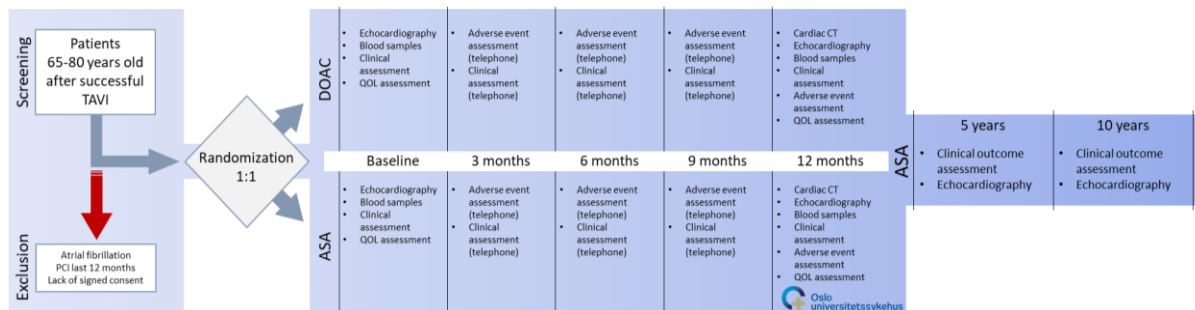 Screening
Patients
65-80 years old
after successful
TAVI
Exclusion
Atrial fibrillation
PCI last 12 months
Lack of signed consent
Randomization
1:1
DOAC
• Echocardiography
• Blood samples
• Clinical
assessment
• QOL assessment
• Adverse event
assessment
(telephone)
• Clinical
assessment
(telephone)
• Adverse event
assessment
(telephone)
• Clinical
assessment
(telephone)
• Adverse event
assessment
(telephone)
• Clinical
assessment
(telephone)
• Cardiac CT
• Echocardiography
• Blood samples
• Clinical
assessment
• Adverse event
assessment
• QOL assessment
Baseline
3 months
6 months
9 months
12 months
ASA
• Echocardiography
• Blood samples
• Clinical
assessment
• QOL assessment
• Adverse event
assessment
(telephone)
• Clinical
assessment
(telephone)
• Adverse event
assessment
(telephone)
• Clinical
assessment
(telephone)
• Adverse event
assessment
(telephone)
• Clinical
assessment
(telephone)
• Cardiac CT
• Echocardiography
• Blood samples
• Clinical
assessment
• Adverse event
assessment
• QOL assessment
Oslo
universitetssykehus
ASA
5 years
• Clinical outcome
assessment
• Echocardiography
10 years
• Clinical outcome
assessment
• Echocardiography